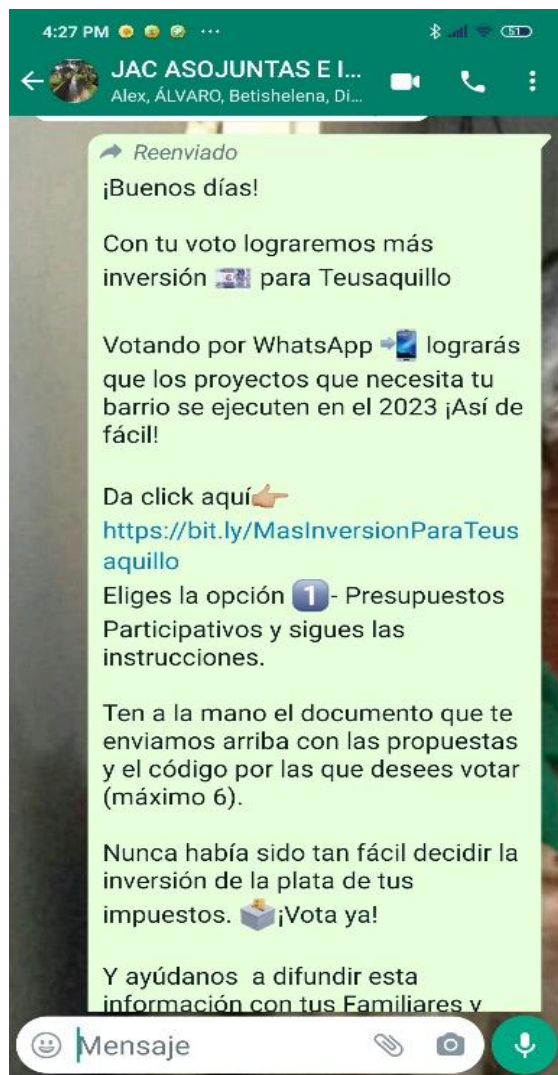 4:27 PM ...
51
JAC ASOJUNTAS E I...
Alex, ÁLVARO, Betishelena, Di...
Reenviado
¡Buenos días!
Con tu voto lograremos más
inversión 💷 para Teusaquillo
Votando por WhatsApp 📲 lograrás
que los proyectos que necesita tu
barrio se ejecuten en el 2023 ¡Así de
fácil!
Da click aquí👉🏼
https://bit.ly/MasInversionParaTeus
aquillo
Eliges la opción 1️⃣- Presupuestos
Participativos y sigues las
instrucciones.
Ten a la mano el documento que te
enviamos arriba con las propuestas
y el código por las que desees votar
(máximo 6).
Nunca había sido tan fácil decidir la
inversión de la plata de tus
impuestos. 🗳️¡Vota ya!
Y ayúdanos a difundir esta
información con tus Familiares y
Mensaje